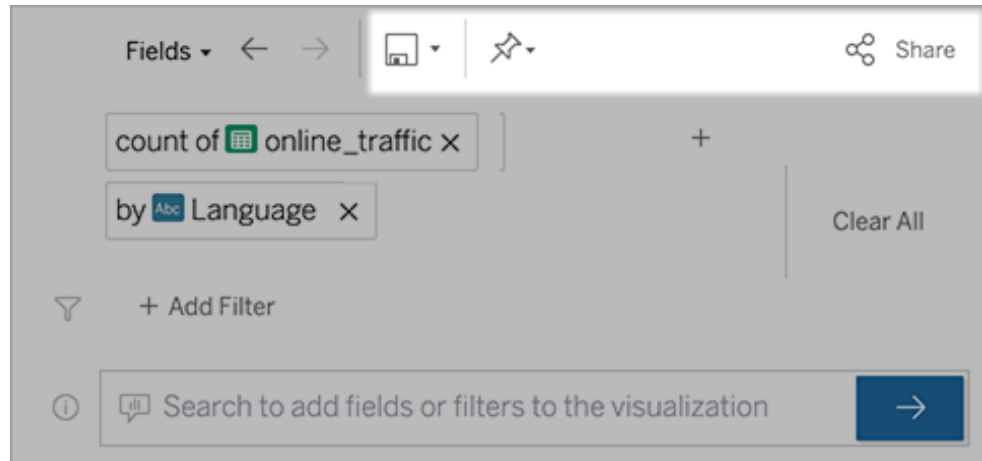 Fields
Share
count of online_traffic
by Abc Language
Clear All
+ Add Filter
Search to add fields or filters to the visualization